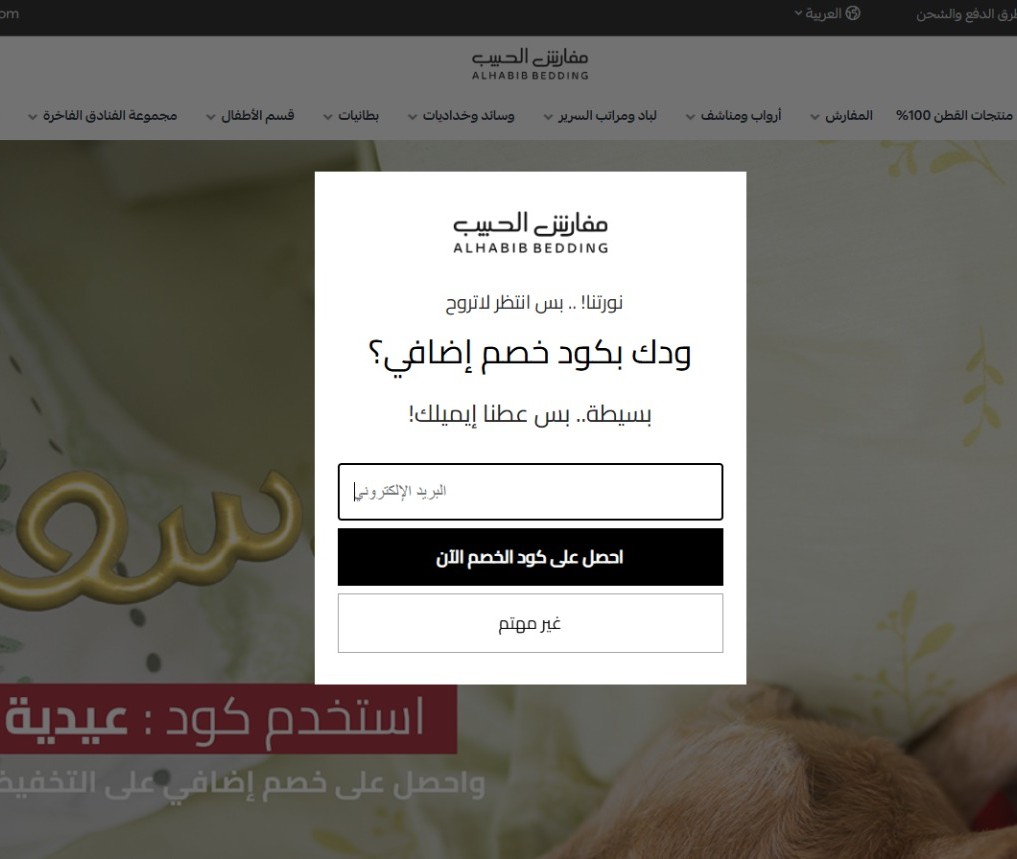 طرق الدفع والشحن
العربية
om
مفارش الحبيب
ALHABIB BEDDING
منتجات القطن 100%
المفارش
أرواب ومناشف
لباد ومراتب السرير
وسائد وخداديات
بطانيات
قسم الأطفال
مجموعة الفنادق الفاخرة
مفارش الحبيب
ALHABIB BEDDING
نورتنا! .. بس انتظر لاتروح
ودك بكود خصم إضافي؟
بسيطة.. بس عطنا إيميلك!
البريد الإلكتروني
احصل على كود الخصم الآن
غير مهتم
استخدم كود : عيدية
واحصل على خصم إضافي على